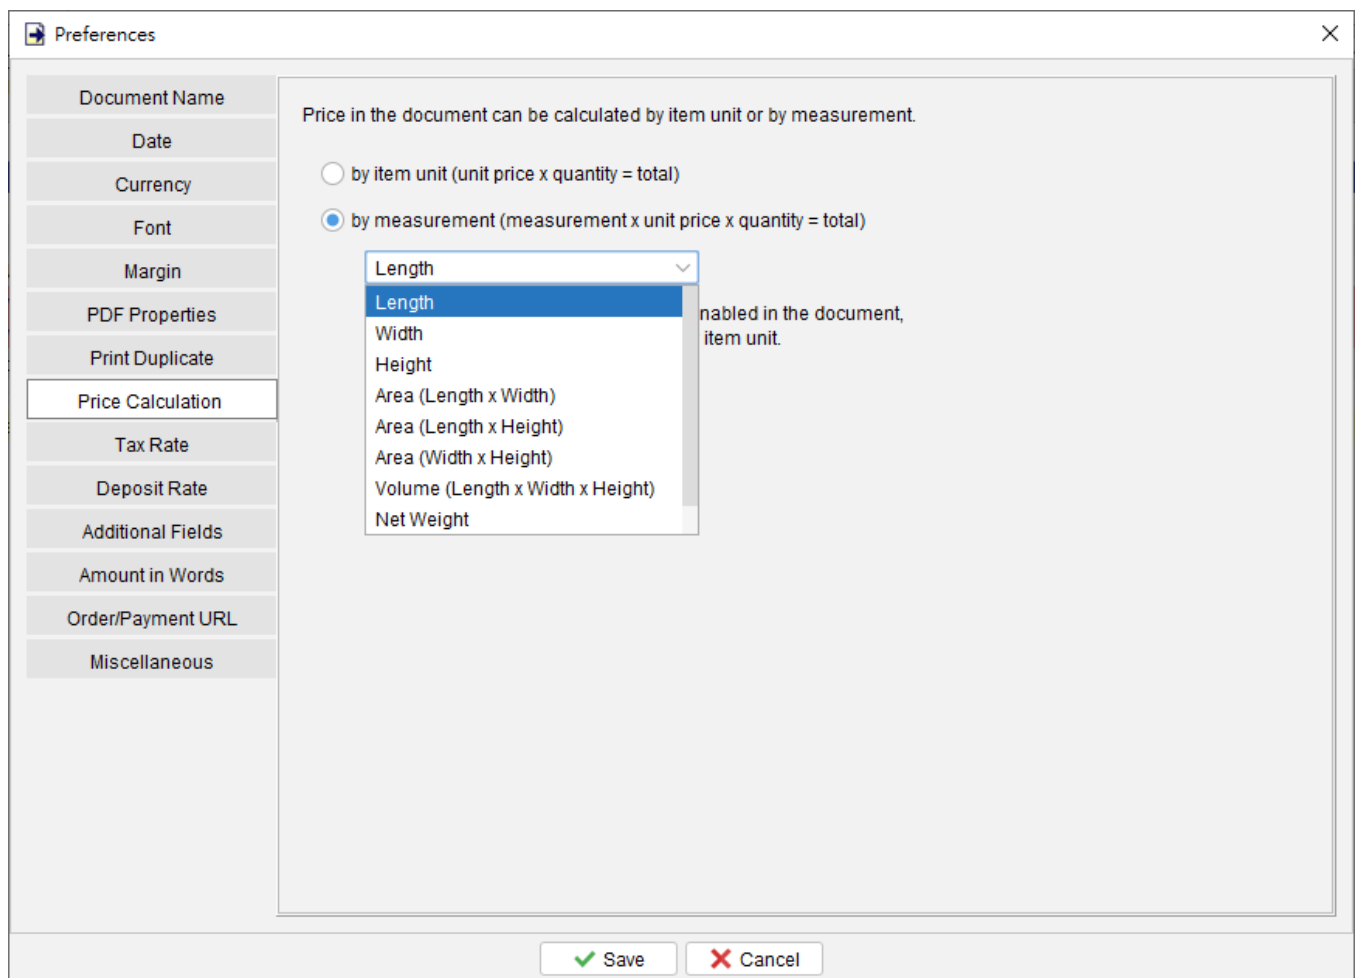 Preferences
Document Name
Date
Currency
Font
Margin
PDF Properties
Print Duplicate
Price Calculation
Tax Rate
Deposit Rate
Additional Fields
Amount in Words
Order/Payment URL
Miscellaneous
Price in the document can be calculated by item unit or by measurement.
by item unit (unit price x quantity = total)
by measurement (measurement x unit price x quantity = total)
Length
Length
Width
Height
Area (Length x Width)
Area (Length x Height)
Area (Width x Height)
Volume (Length x Width x Height)
Net Weight
nabled in the document,
item unit.
Save
Cancel